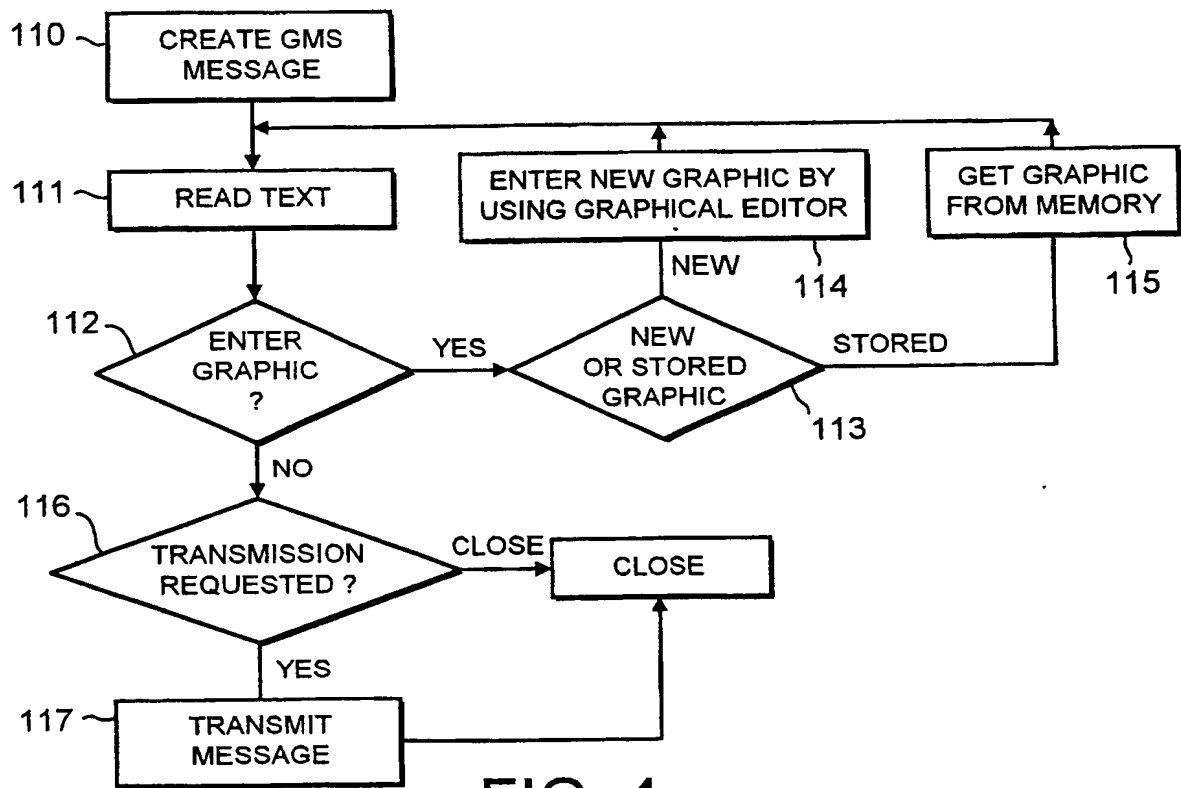 110
CREATE GMS
MESSAGE
111
READ TEXT
ENTER NEW GRAPHIC BY
USING GRAPHICAL EDITOR
114
GET GRAPHIC
FROM MEMORY
115
NEW
112
ENTER
GRAPHIC
?
YES
NEW
OR STORED
GRAPHIC
113
STORED
NO
116
TRANSMISSION
REQUESTED ?
CLOSE
CLOSE
YES
117
TRANSMIT
MESSAGE